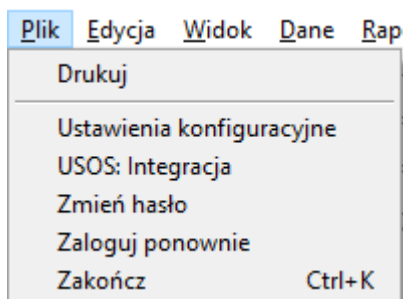 Plik Edycja Widok Dane Rap
Drukuj
Ustawienia konfiguracyjne
USOS: Integracja
Zmień hasło
Zaloguj ponownie
Zakończ Ctrl+K